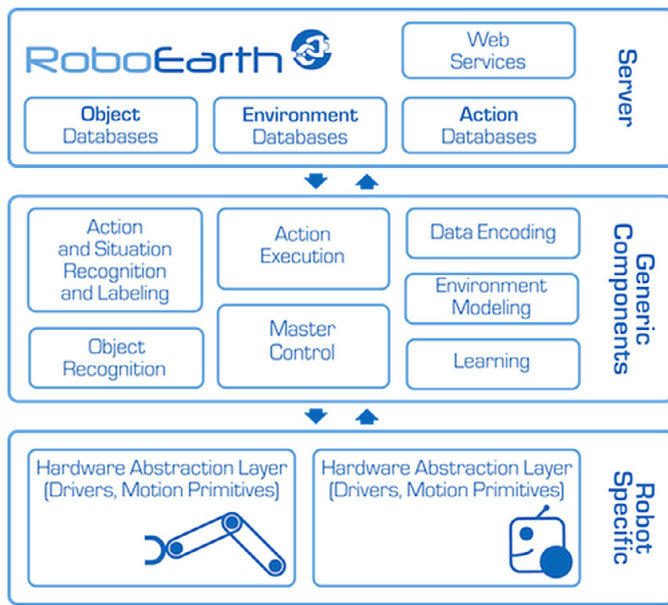 RoboEarth
Web
Services
Object
Databases
Environment
Databases
Action
Databases
Server
Action
and Situation
Recognition
and Labeling
Object
Recognition
Action
Execution
Master
Control
Data Encoding
Environment
Modeling
Learning
Generic
Components
Hardware Abstraction Layer
(Drivers, Motion Primitives)
Hardware Abstraction Layer
(Drivers, Motion Primitives)
Robot
Specific